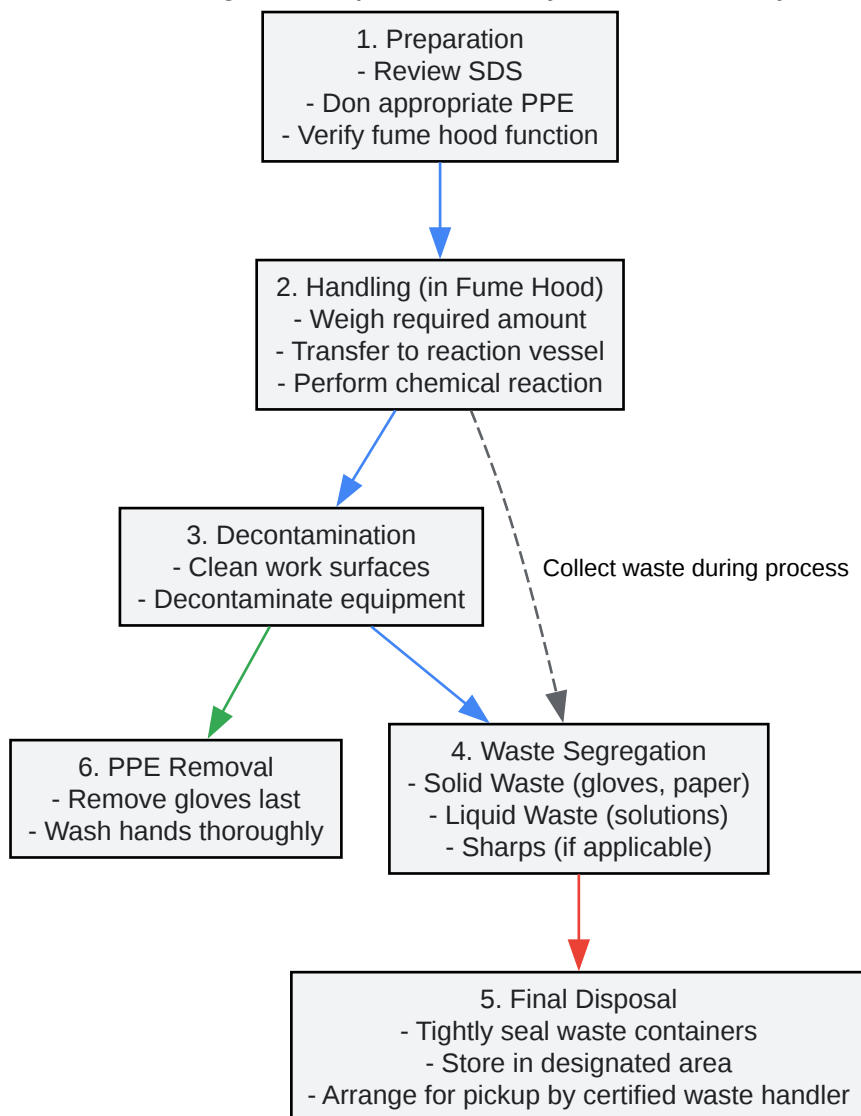 1. Preparation
- Review SDS
- Don appropriate PPE
- Verify fume hood function
2. Handling (in Fume Hood)
- Weigh required amount
- Transfer to reaction vessel
- Perform chemical reaction
3. Decontamination
- Clean work surfaces
- Decontaminate equipment
Collect waste during process
6. PPE Removal
- Remove gloves last
- Wash hands thoroughly
4. Waste Segregation
- Solid Waste (gloves, paper)
- Liquid Waste (solutions)
- Sharps (if applicable)
5. Final Disposal
- Tightly seal waste containers
- Store in designated area
- Arrange for pickup by certified waste handler